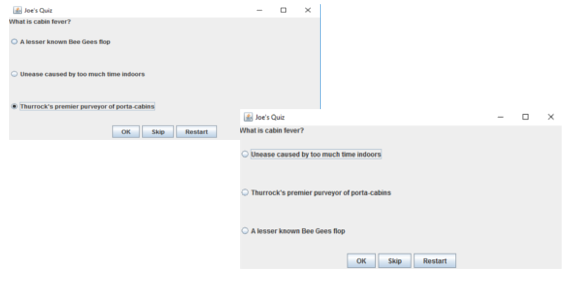 Joe's Quiz
What is cabin fever?
A lesser known Bee Gees flop
Unease caused by too much time indoors
Thurrock's premier purveyor of porta-cabins
OK Skip Restart
Joe's Quiz
What is cabin fever?
Unease caused by too much time indoors
Thurrock's premier purveyor of porta-cabins
A lesser known Bee Gees flop
OK Skip Restart